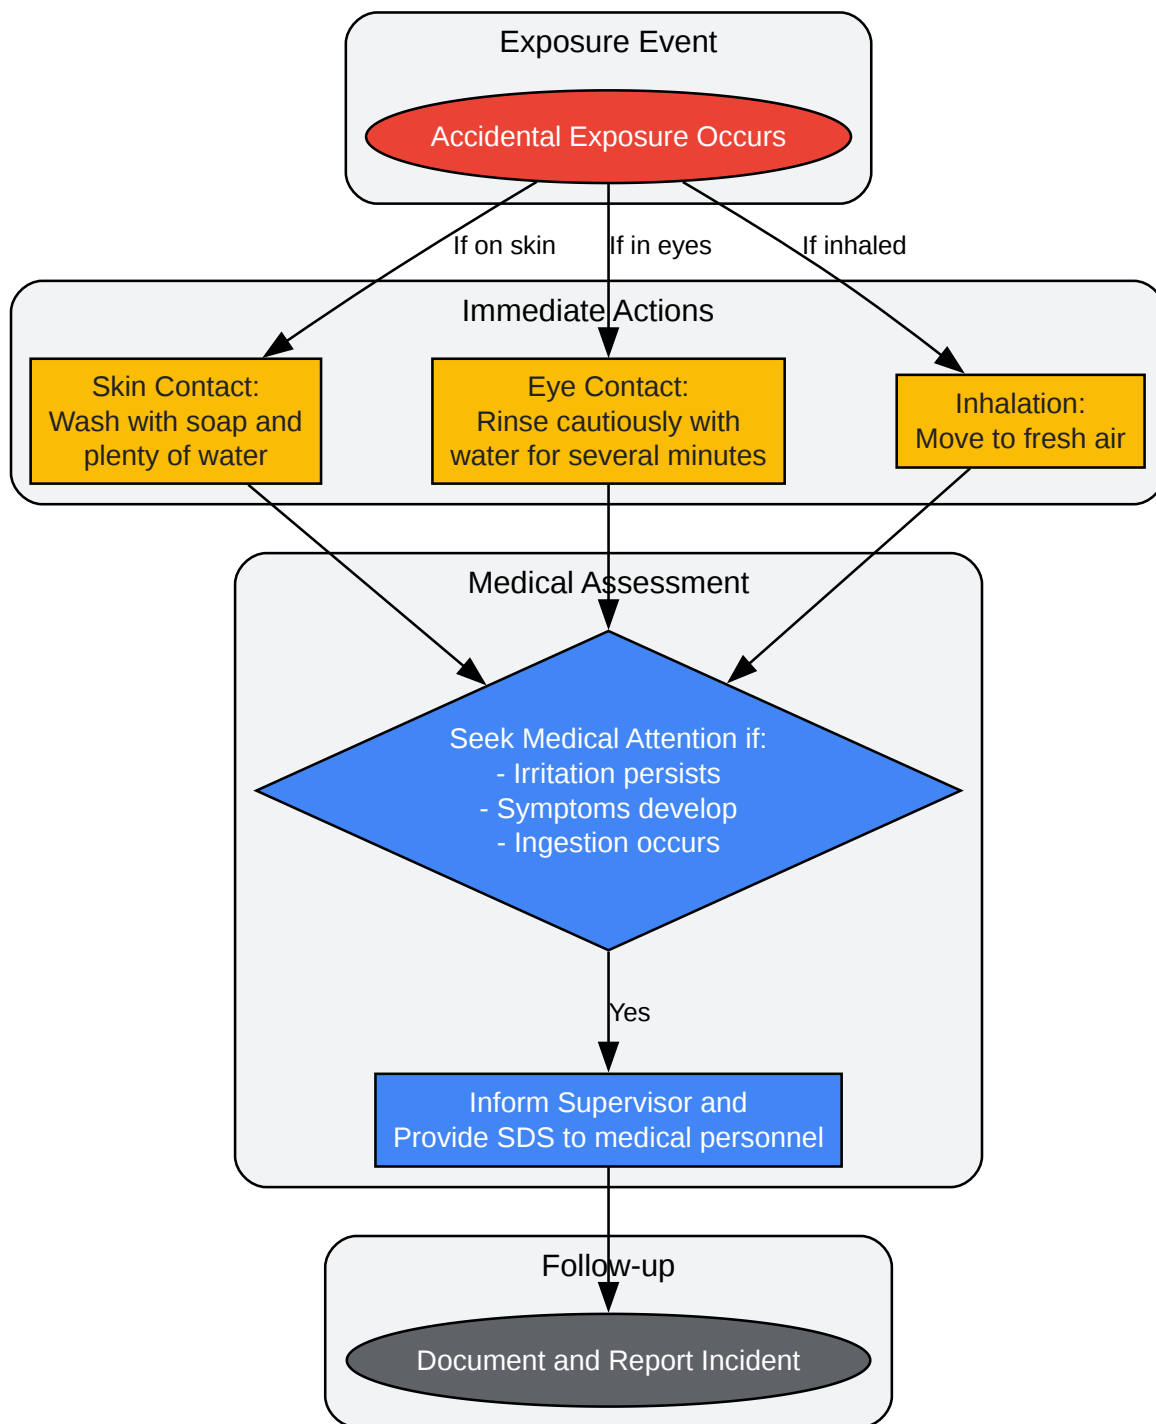 Exposure Event
Accidental Exposure Occurs
If on skin
If in eyes
If inhaled
Immediate Actions
Skin Contact:
Wash with soap and
plenty of water
Eye Contact:
Rinse cautiously with
water for several minutes
Inhalation:
Move to fresh air
Medical Assessment
Seek Medical Attention if:
- Irritation persists
- Symptoms develop
- Ingestion occurs
Yes
Inform Supervisor and
Provide SDS to medical personnel
Follow-up
Document and Report Incident